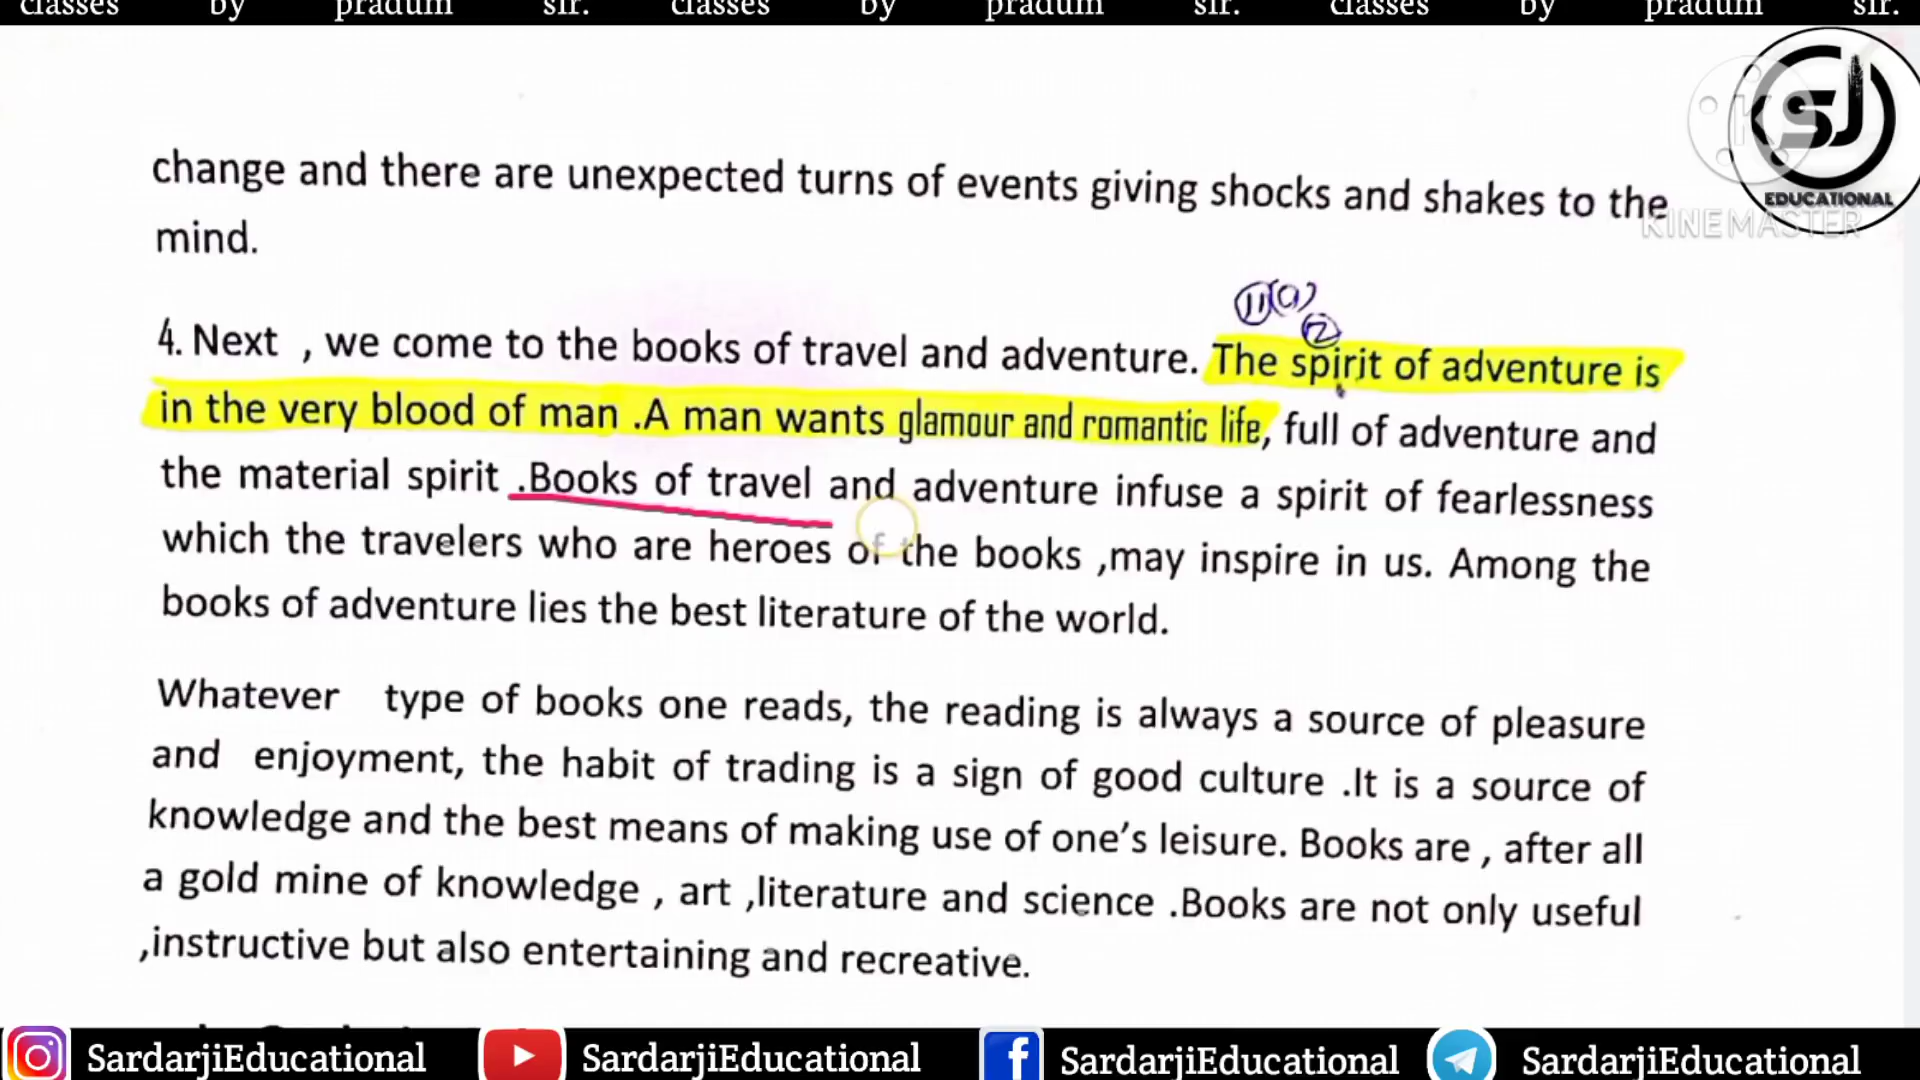 classes by pradum sir. classes by pradum sir. classes by pradum sir.
SJ
EDUCATIONAL
KINEMASTER
change and there are unexpected turns of events giving shocks and shakes to the
mind.
11(a)
2
4. Next , we come to the books of travel and adventure. The spirit of adventure is
in the very blood of man .A man wants glamour and romantic life, full of adventure and
the material spirit .Books of travel and adventure infuse a spirit of fearlessness
which the travelers who are heroes of the books ,may inspire in us. Among the
books of adventure lies the best literature of the world.
Whatever type of books one reads, the reading is always a source of pleasure
and enjoyment, the habit of trading is a sign of good culture .It is a source of
knowledge and the best means of making use of one's leisure. Books are , after all
a gold mine of knowledge , art ,literature and science .Books are not only useful
,instructive but also entertaining and recreative.
SardarjiEducational SardarjiEducational SardarjiEducational SardarjiEducational